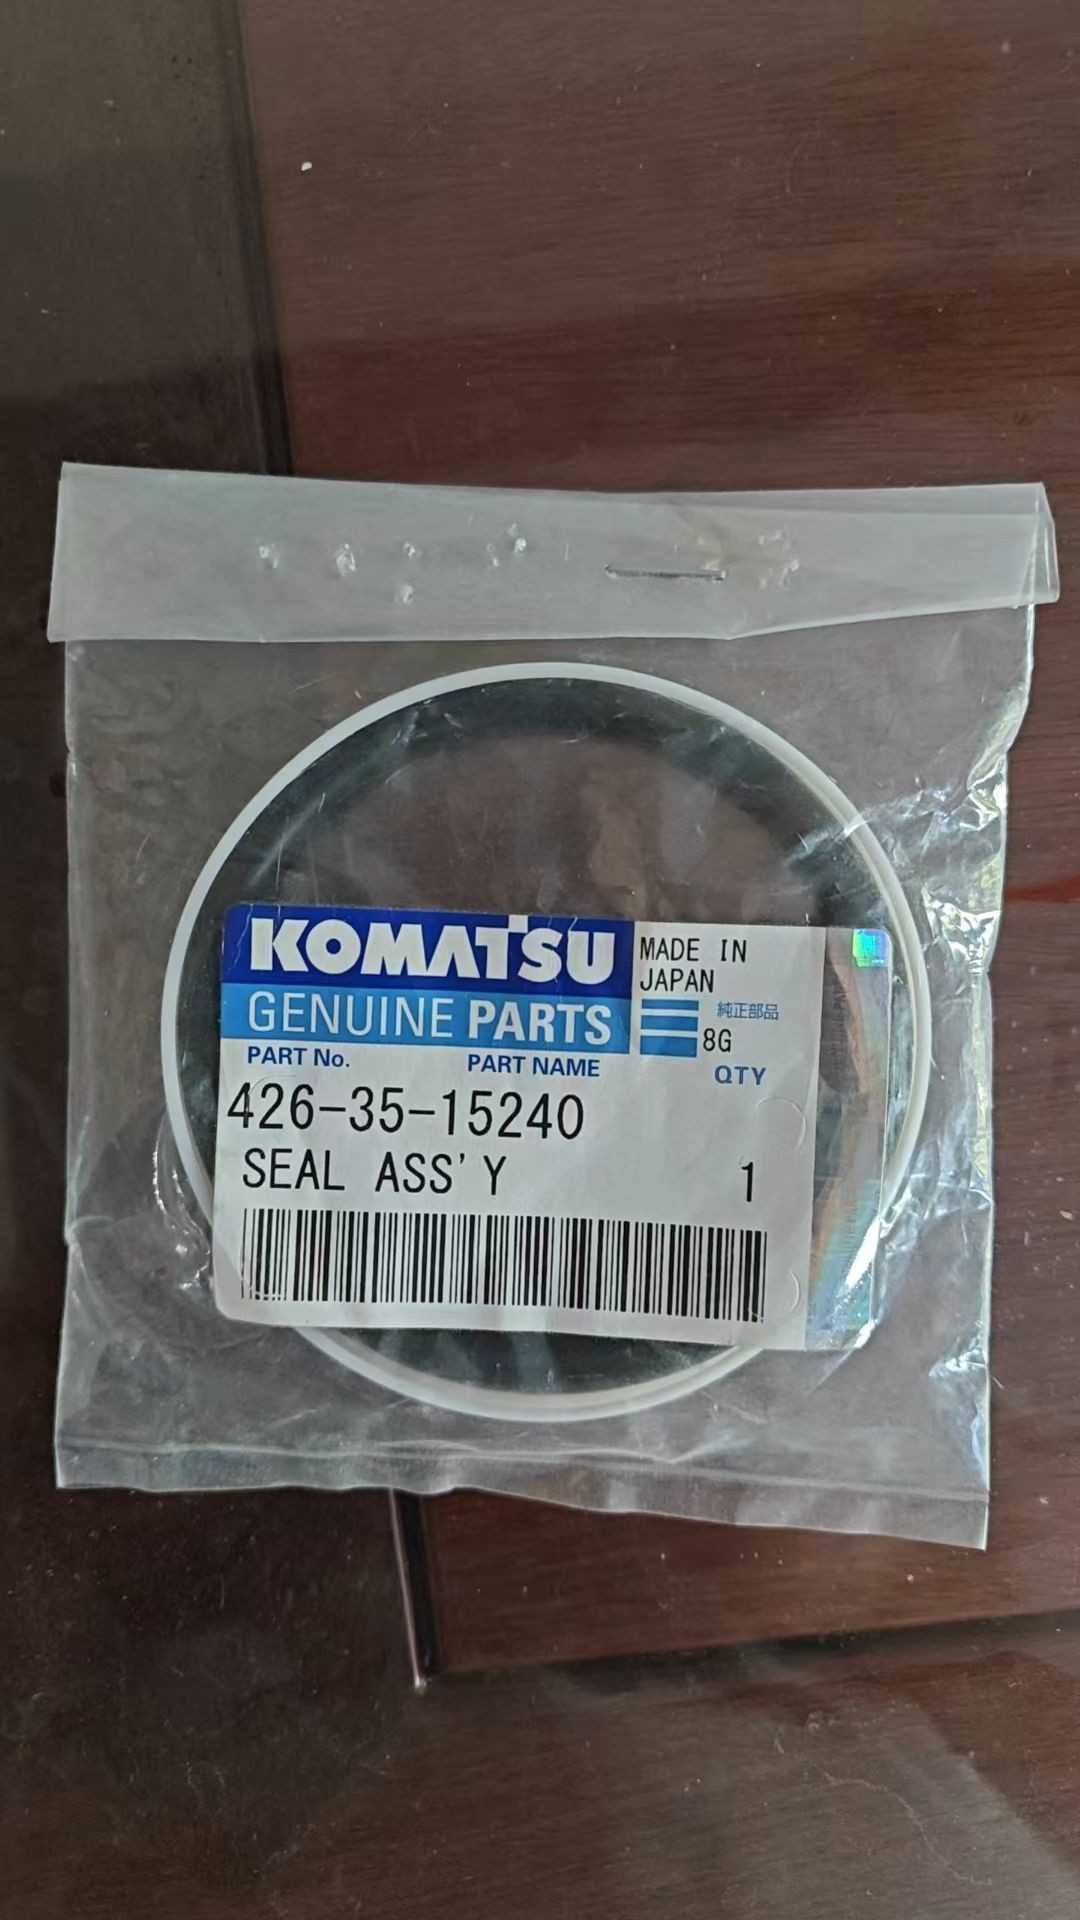 KOMATSU
GENUINE PARTS
MADE IN
JAPAN
純正部品
8G
PART No.
PART NAME
QTY
426-35-15240
SEAL ASS'Y
1